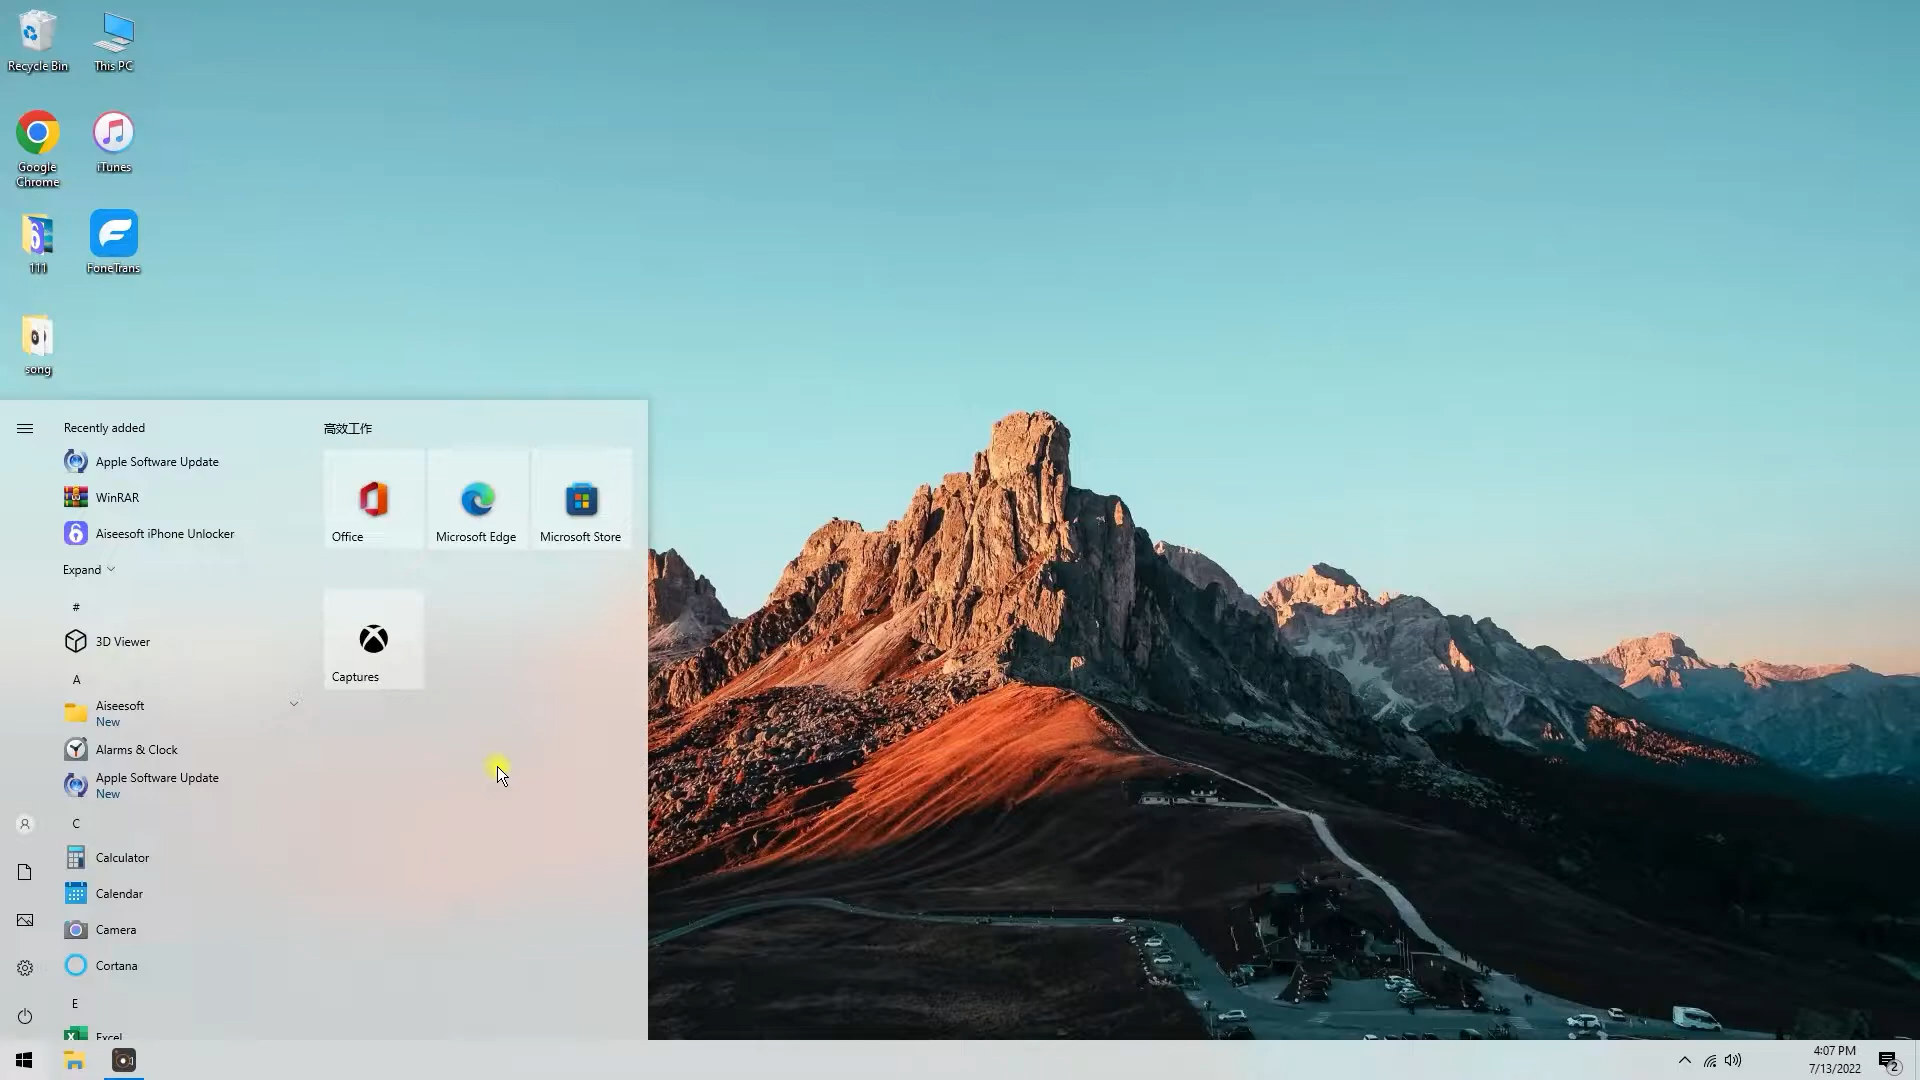 Recycle Bin
This PC
Google
Chrome
iTunes
111
FoneTrans
song
Recently added
Apple Software Update
WinRAR
Aiseesoft iPhone Unlocker
Expand
#
3D Viewer
A
Aiseesoft
New
Alarms & Clock
Apple Software Update
New
C
Calculator
Calendar
Camera
Cortana
E
Excel
高效工作
Office
Microsoft Edge
Microsoft Store
Captures
4:07 PM
7/13/2022
2